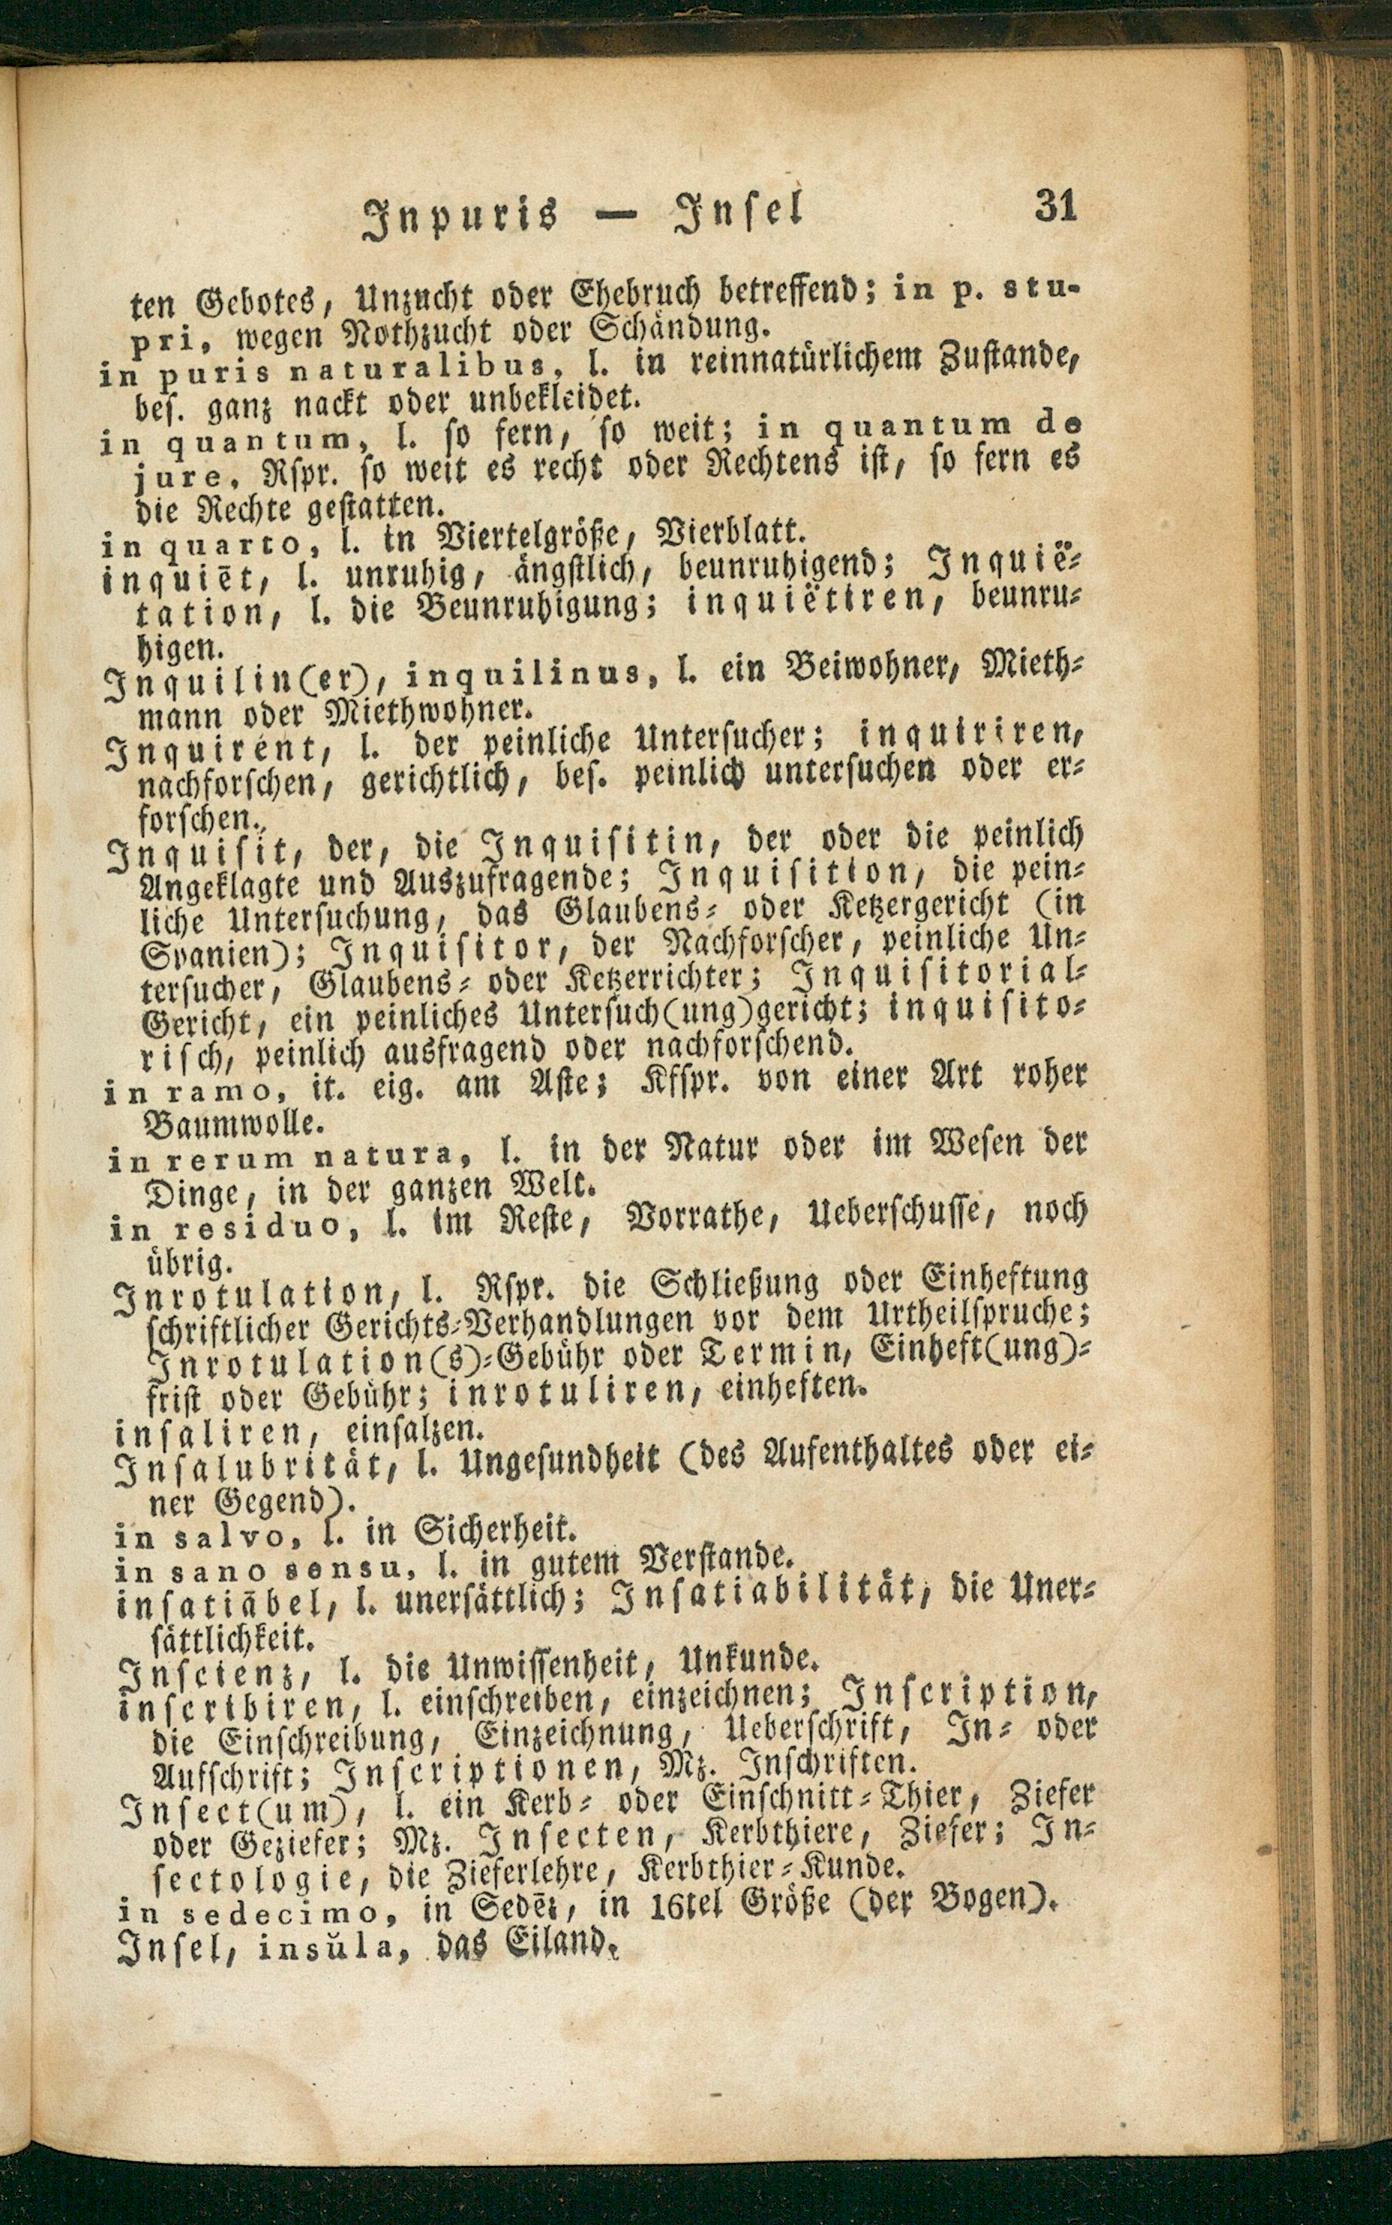 Inpuris — Insel 31
ten Gebotes, Unzucht oder Ehebruch betreffend; in p. stu-
pri, wegen Nothzucht oder Schändung.
in puris naturalibus, l. in reinnatürlichem Zustande,
bes. ganz nackt oder unbekleidet.
in quantum, l. so fern, so weit; in quantum de
jure, Rspr. so weit es recht oder Rechtens ist, so fern es
die Rechte gestatten.
in quarto, l. in Viertelgröße, Vierblatt.
inquiēt, l. unruhig, ängstlich, beunruhigend; Inquië-
tation, l. die Beunruhigung; inquiëtiren, beunru-
higen.
Inquilin(er), inquilinus, l. ein Beiwohner, Mieth-
mann oder Miethwohner.
Inquirent, l. der peinliche Untersucher; inquiriren,
nachforschen, gerichtlich, bes. peinlich untersuchen oder er-
forschen.
Inquisit, der, die Inquisitin, der oder die peinlich
Angeklagte und Auszufragende; Inquisition, die pein-
liche Untersuchung, das Glaubens- oder Ketzergericht (in
Spanien); Inquisitor, der Nachforscher, peinliche Un-
tersucher, Glaubens- oder Ketzerrichter; Inquisitorial-
Gericht, ein peinliches Untersuch(ung)gericht; inquisito-
risch, peinlich ausfragend oder nachforschend.
in ramo, it. eig. am Aste; Kfspr. von einer Art roher
Baumwolle.
in rerum natura, l. in der Natur oder im Wesen der
Dinge, in der ganzen Welt.
in residuo, l. im Reste, Vorrathe, Ueberschusse, noch
übrig.
Inrotulation, l. Rspr. die Schließung oder Einheftung
schriftlicher Gerichts-Verhandlungen vor dem Urtheilspruche;
Inrotulation(s)-Gebühr oder Termin, Einheft(ung)-
frist oder Gebühr; inrotuliren, einheften.
insaliren, einsalzen.
Insalubrität, l. Ungesundheit (des Aufenthaltes oder ei-
ner Gegend).
in salvo, l. in Sicherheit.
in sano sensu, l. in gutem Verstande.
insatiābel, l. unersättlich; Insatiabilität, die Uner-
sättlichkeit.
Inscienz, l. die Unwissenheit, Unkunde.
inscribiren, l. einschreiben, einzeichnen; Inscription,
die Einschreibung, Einzeichnung, Ueberschrift, In- oder
Aufschrift; Inscriptionen, Mz. Inschriften.
Insect(um), l. ein Kerb- oder Einschnitt-Thier, Ziefer
oder Geziefer; Mz. Insecten, Kerbthiere, Ziefer; In-
sectologie, die Zieferlehre, Kerbthier-Kunde.
in sedecimo, in Sedēz, in 16tel Größe (der Bogen).
Insel, insŭla, das Eiland.